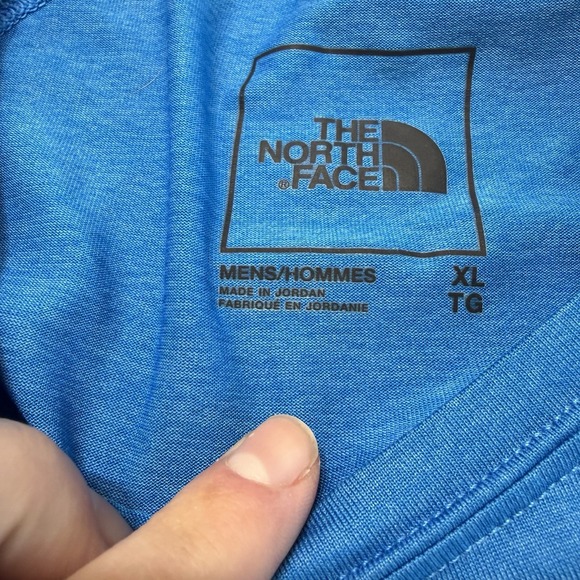 THE
NORTH
®FACE
MENS/HOMMES XL
MADE IN JORDAN TG
FABRIQUÉ EN JORDANIE